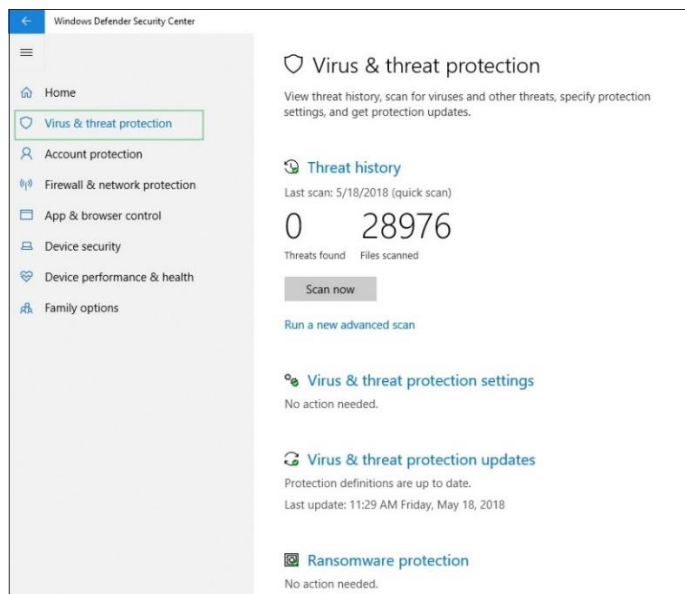 Windows Defender Security Center
Home
Virus & threat protection
Account protection
Firewall & network protection
App & browser control
Device security
Device performance & health
Family options
Virus & threat protection
View threat history, scan for viruses and other threats, specify protection
settings, and get protection updates.
Threat history
Last scan: 5/18/2018 (quick scan)
0 28976
Threats found Files scanned
Scan now
Run a new advanced scan
Virus & threat protection settings
No action needed.
Virus & threat protection updates
Protection definitions are up to date.
Last update: 11:29 AM Friday, May 18, 2018
Ransomware protection
No action needed.